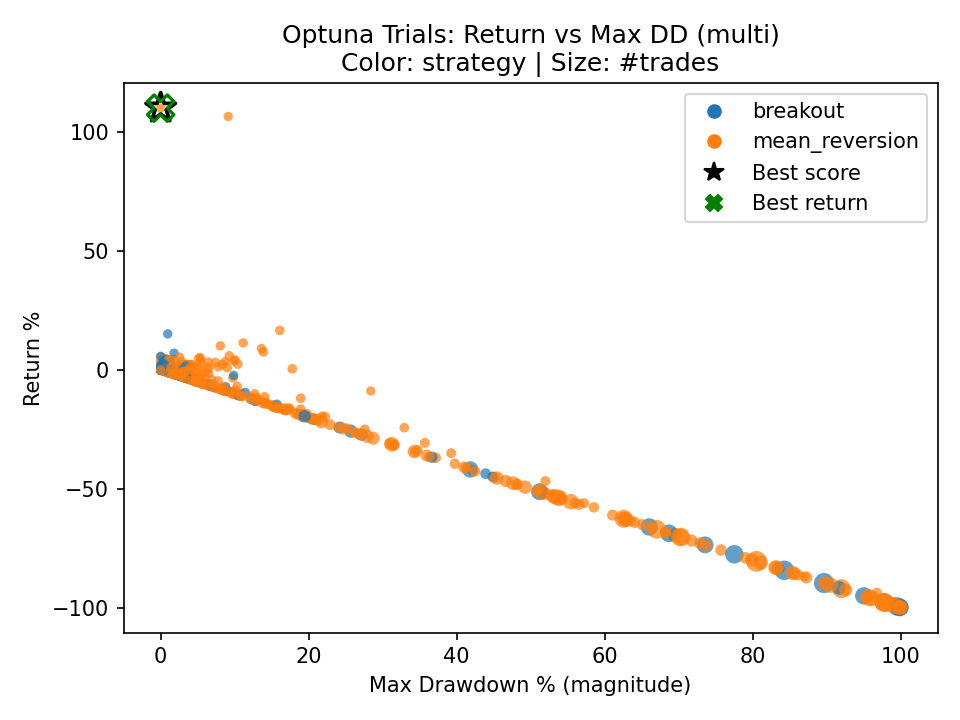 Optuna Trials: Return vs Max DD (multi)
Color: strategy | Size: #trades
breakout
mean_reversion
Best score
Best return
Return %
100
50
0
−50
−100
0
20
40
60
80
100
Max Drawdown % (magnitude)